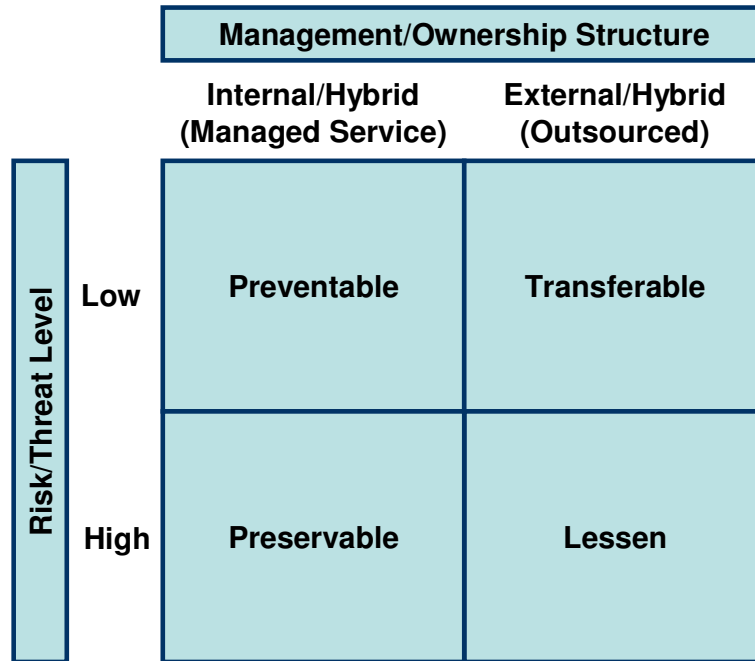 Management/Ownership Structure
Internal/Hybrid
(Managed Service)
External/Hybrid
(Outsourced)
Risk/Threat Level
Low
Preventable
Transferable
High
Preservable
Lessen